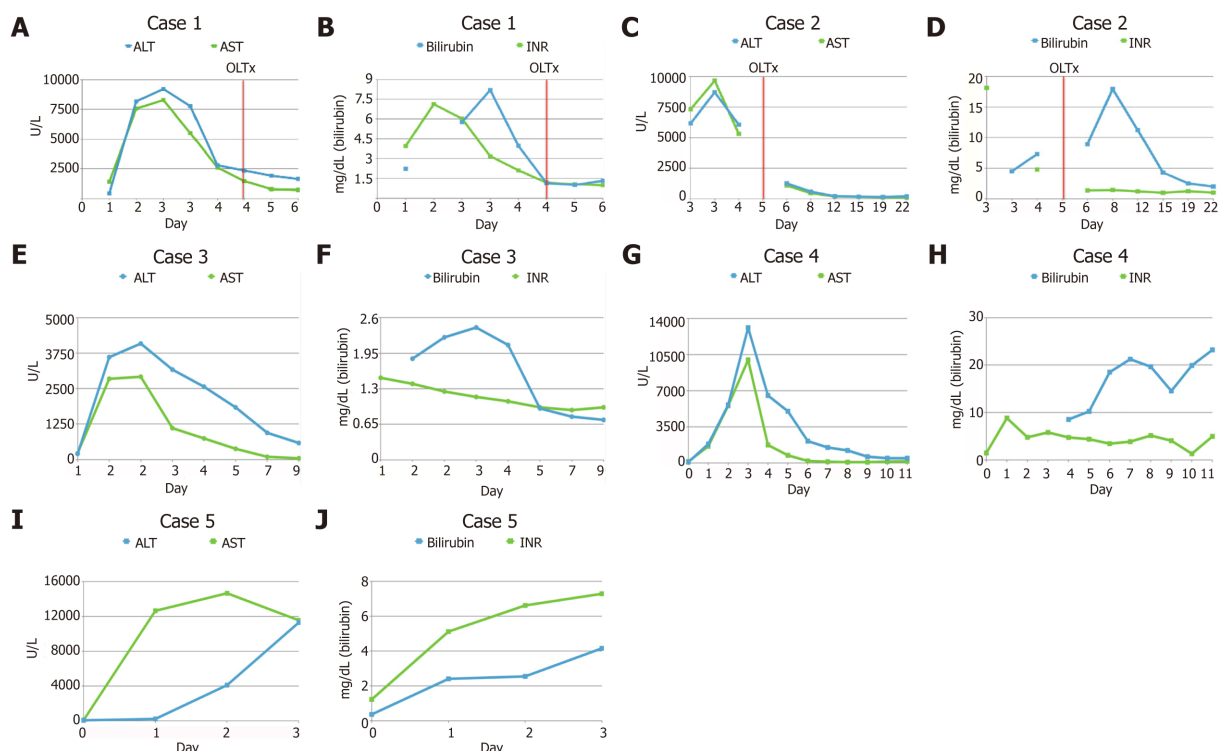 A Case 1
ALT AST
OLTx
U/L
10000
7500
5000
2500
0
0 1 2 3 3 4 4 5 6
Day
B Case 1
Bilirubin INR
OLTx
mg/dL (bilirubin)
9
7.5
6
4.5
3
1.5
0
0 1 2 3 3 4 4 5 6
Day
C Case 2
ALT AST
OLTx
U/L
10000
7500
5000
2500
0
3 3 4 5 6 8 12 15 19 22
Day
D Case 2
Bilirubin INR
OLTx
mg/dL (bilirubin)
20
15
10
5
0
3 3 4 5 6 8 12 15 19 22
Day
E Case 3
ALT AST
U/L
5000
3750
2500
1250
0
1 2 2 3 4 5 7 9
Day
F Case 3
Bilirubin INR
mg/dL (bilirubin)
2.6
1.95
1.3
0.65
0
1 2 2 3 4 5 7 9
Day
G Case 4
ALT AST
U/L
14000
10500
7000
3500
0
0 1 2 3 4 5 6 7 8 9 10 11
Day
H Case 4
Bilirubin INR
mg/dL (bilirubin)
30
20
10
0
0 1 2 3 4 5 6 7 8 9 10 11
Day
I Case 5
ALT AST
U/L
16000
12000
8000
4000
0
0 1 2 3
Day
J Case 5
Bilirubin INR
mg/dL (bilirubin)
8
6
4
2
0
0 1 2 3
Day